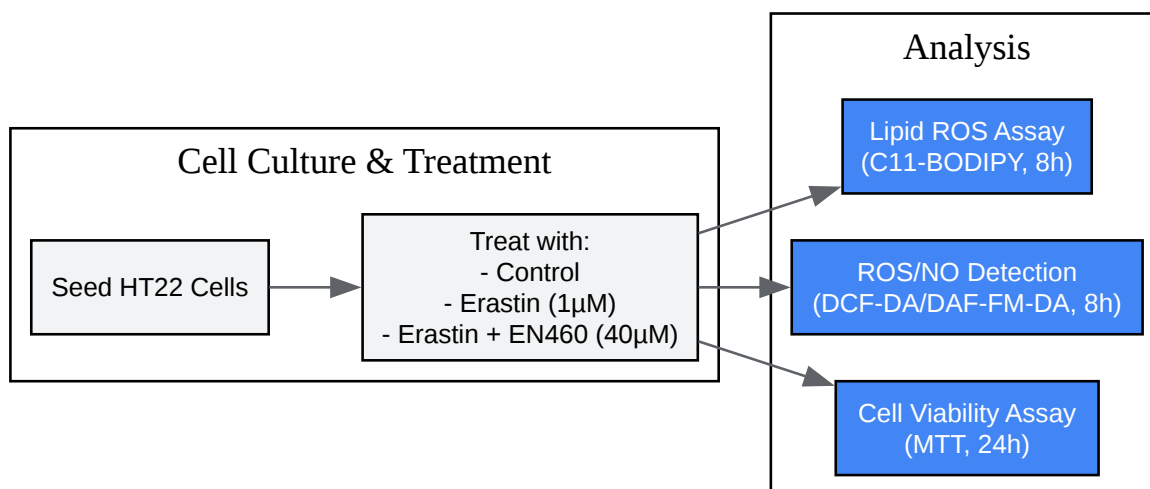 Cell Culture & Treatment
Seed HT22 Cells
Treat with:
- Control
- Erastin (1µM)
- Erastin + EN460 (40µM)
Analysis
Lipid ROS Assay
(C11-BODIPY, 8h)
ROS/NO Detection
(DCF-DA/DAF-FM-DA, 8h)
Cell Viability Assay
(MTT, 24h)